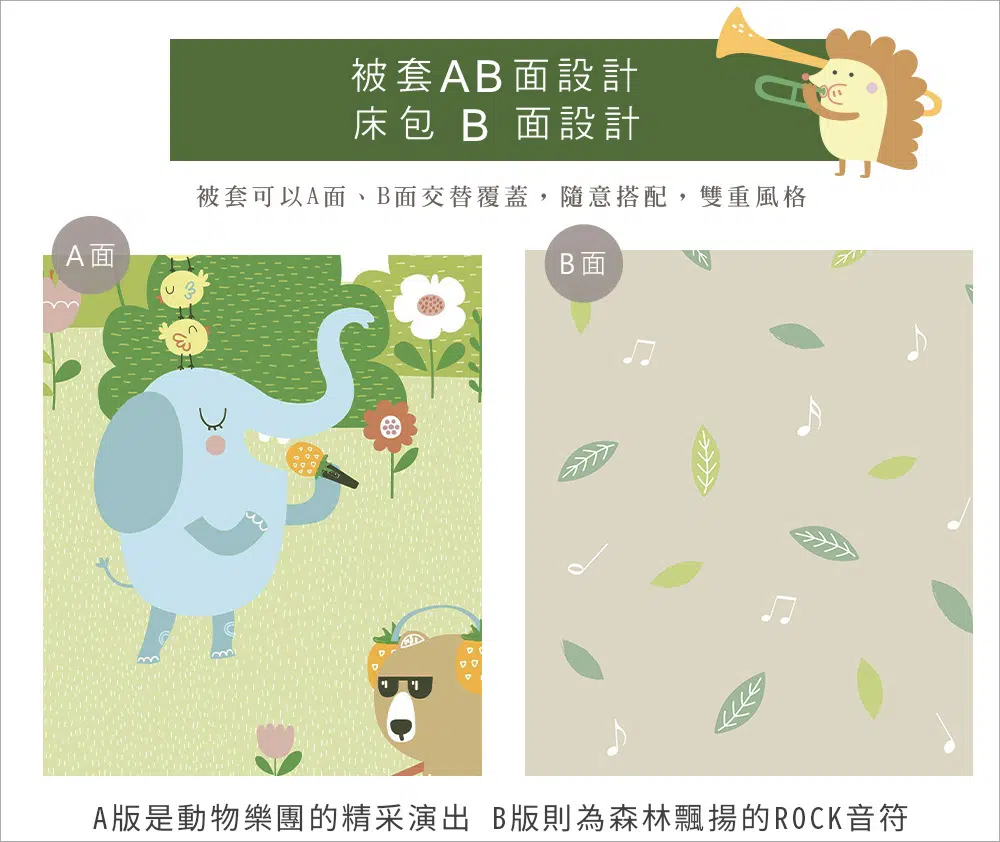 被套AB面設計
床包 B 面設計
被套可以A面、B面交替覆蓋，隨意搭配，雙重風格
A面
B面
A版是動物樂團的精采演出 B版則為森林飄揚的ROCK音符